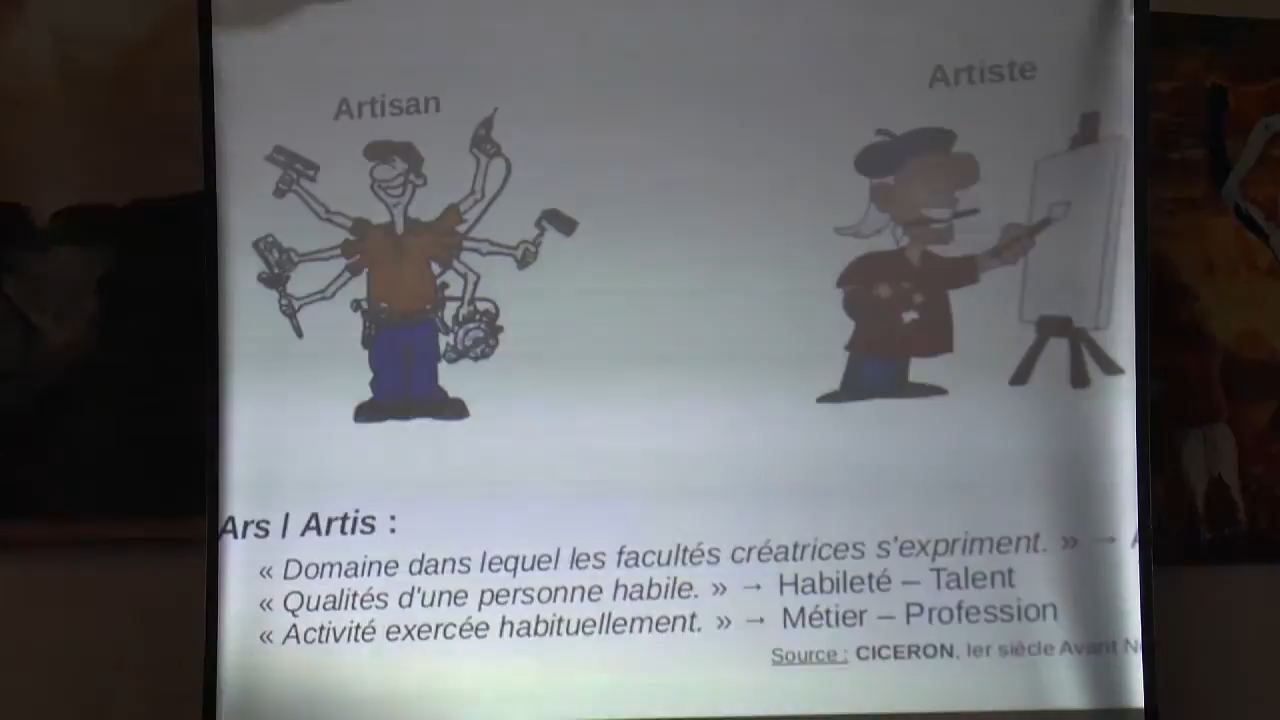 Artisan
Artiste
Ars / Artis :
« Domaine dans lequel les facultés créatrices s'expriment. » →
« Qualités d'une personne habile. » → Habileté – Talent
« Activité exercée habituellement. » → Métier – Profession
Source : CICERON, Ier siècle Avant